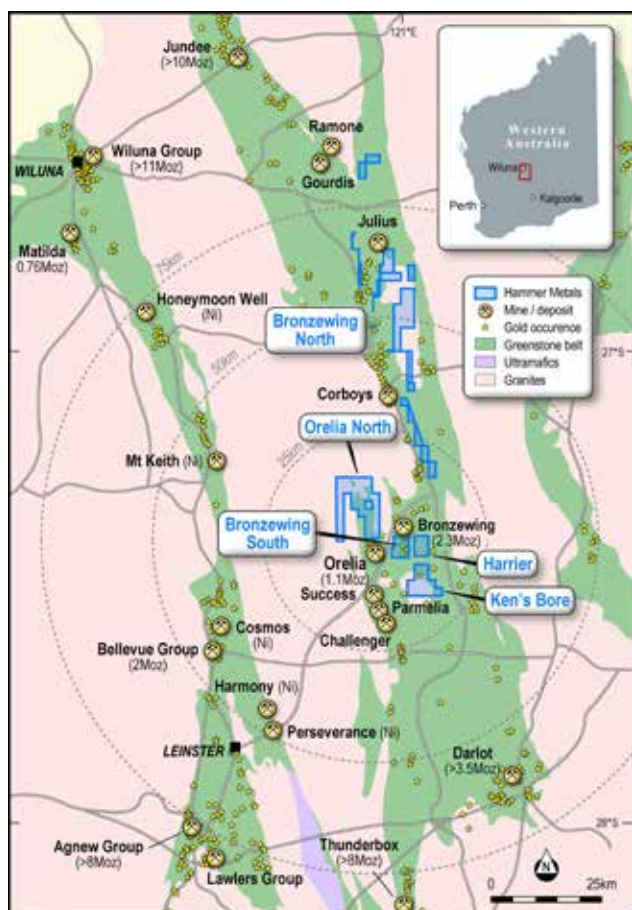 121°E
Jundee
(>10Moz)
Ramone
Gourdis
WILUNA
Wiluna Group
(>11Moz)
Western
Australia
Wiluna
Perth
Kalgoorlie
Julius
Matilda
0.76Moz)
75km
Honeymoon Well
(Ni)
Hammer Metals
Mine / deposit
Gold occurence
Greenstone belt
Ultramafics
Granites
Bronzewing
North
27°S
50km
Corboys
Orelia North
25km
Mt Keith (Ni)
Bronzewing
South
Bronzewing
(2.3Moz)
Orelia
(1.1Moz)
Harrier
Success
Parmelia
Ken's Bore
Challenger
Cosmos
(Ni)
Bellevue Group
(2Moz)
Harmony (Ni)
Perseverance (Ni)
LEINSTER
Darlot
(>3.5Moz)
28°S
Agnew Group
(>8Moz)
Lawlers Group
Thunderbox
(>8Moz)
N
0
25km